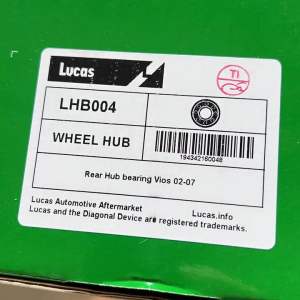 Lucas
TI
LHB004
WHEEL HUB
194342160048
Rear Hub bearing Vios 02-07
Lucas Automotive Aftermarket
Lucas.info
Lucas and the Diagonal Device are registered trademarks.